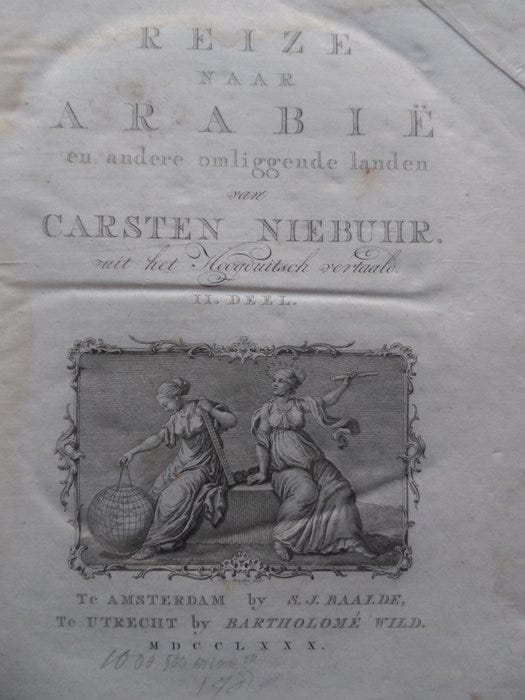 REIZE
NAAR
ARABIË
en andere omliggende landen
van
CARSTEN NIEBUHR.
uit het Hoogduitsch vertaald.
II. DEEL.
Te AMSTERDAM by S. J. BAALDE,
Te UTRECHT by BARTHOLOMÉ WILD.
MDCCLXXX.